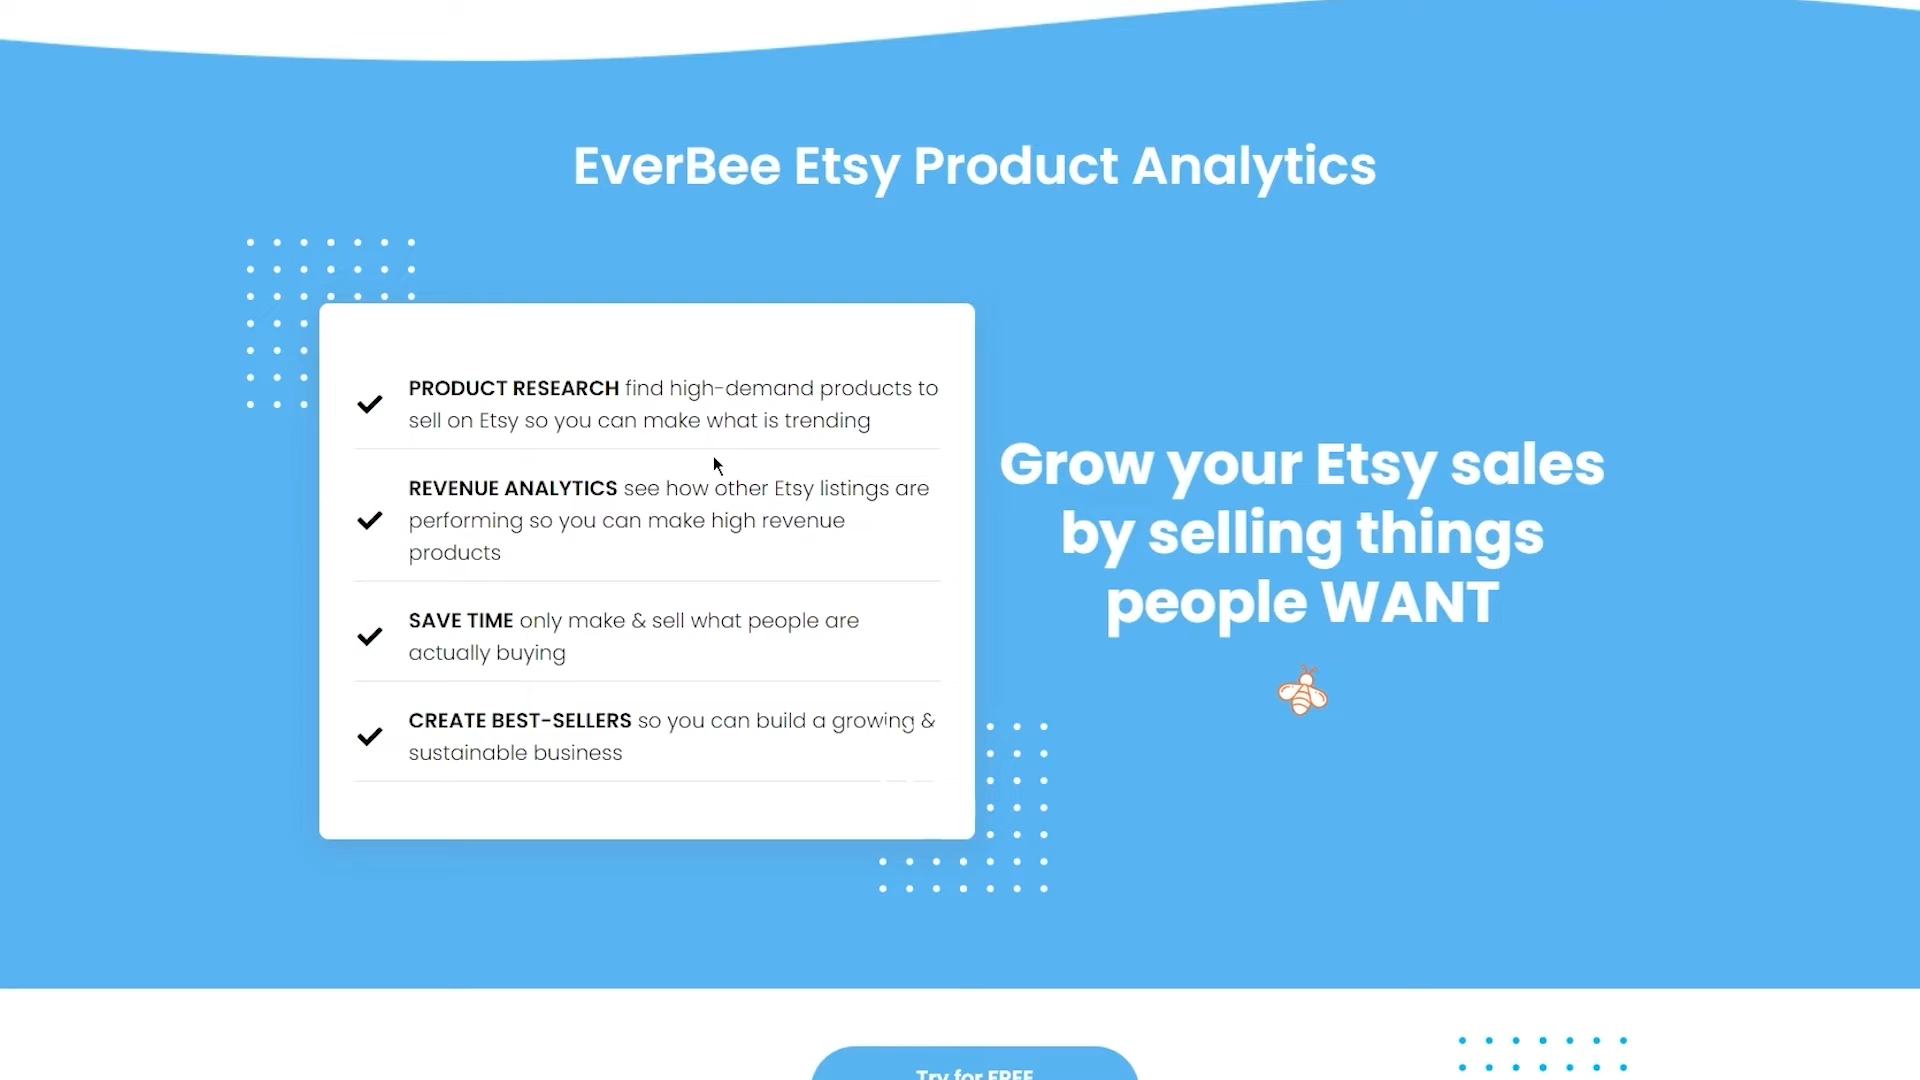 EverBee Etsy Product Analytics
PRODUCT RESEARCH find high-demand products to
sell on Etsy so you can make what is trending
REVENUE ANALYTICS see how other Etsy listings are
performing so you can make high revenue
products
SAVE TIME only make & sell what people are
actually buying
CREATE BEST-SELLERS so you can build a growing &
sustainable business
Grow your Etsy sales
by selling things
people WANT
Try for FREE